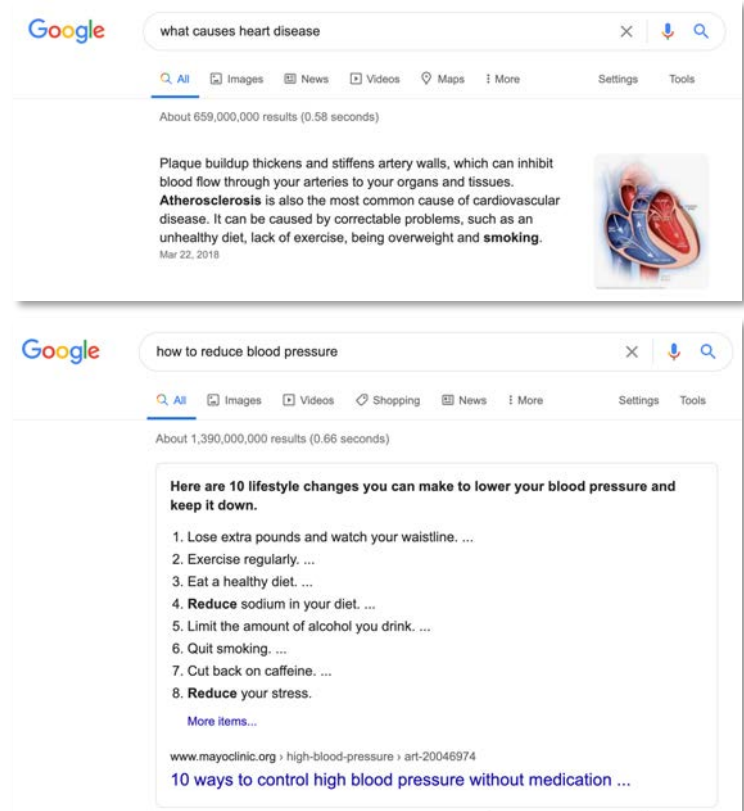 Google
what causes heart disease
All Images News Videos Maps More Settings Tools
About 659,000,000 results (0.58 seconds)
Plaque buildup thickens and stiffens artery walls, which can inhibit
blood flow through your arteries to your organs and tissues.
Atherosclerosis is also the most common cause of cardiovascular
disease. It can be caused by correctable problems, such as an
unhealthy diet, lack of exercise, being overweight and smoking.
Mar 22, 2018
Google
how to reduce blood pressure
All Images Videos Shopping News More Settings Tools
About 1,390,000,000 results (0.66 seconds)
Here are 10 lifestyle changes you can make to lower your blood pressure and
keep it down.
1. Lose extra pounds and watch your waistline. ...
2. Exercise regularly. ...
3. Eat a healthy diet. ...
4. Reduce sodium in your diet. ...
5. Limit the amount of alcohol you drink. ...
6. Quit smoking. ...
7. Cut back on caffeine. ...
8. Reduce your stress.
More items...
www.mayoclinic.org › high-blood-pressure › art-20046974
10 ways to control high blood pressure without medication ...